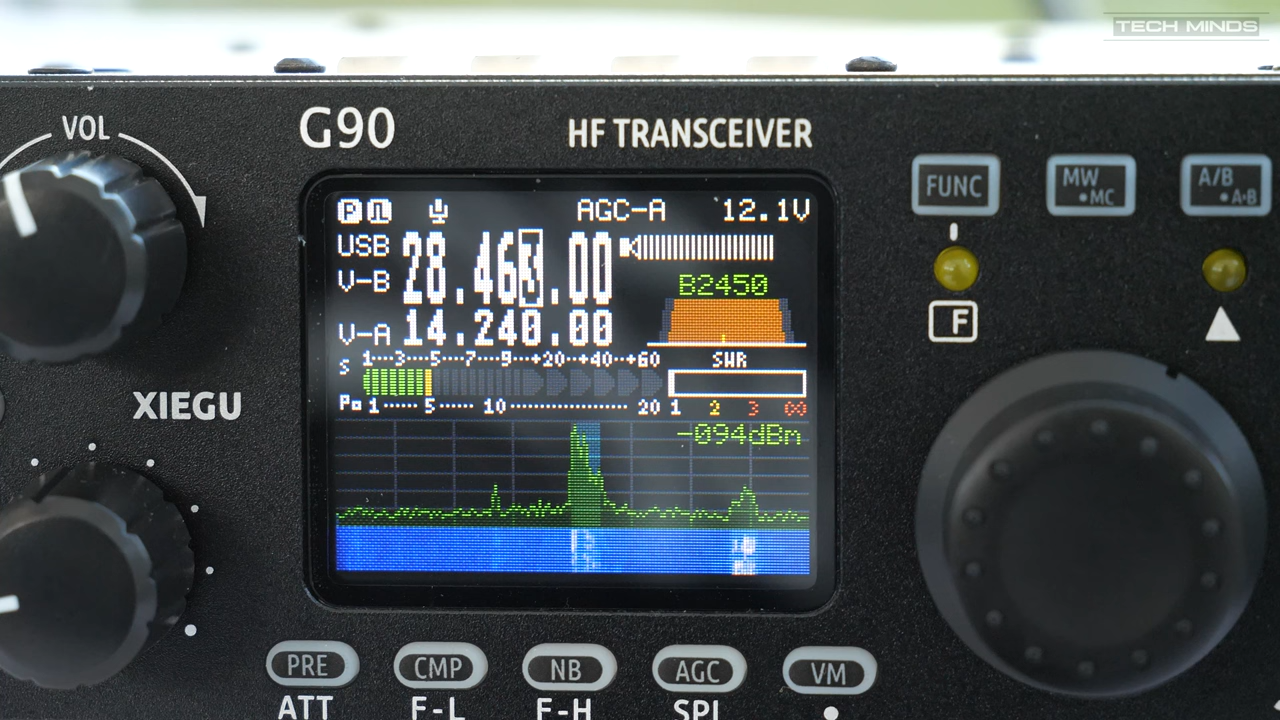 TECH MINDS
VOL
G90
HF TRANSCEIVER
FUNC
MW
•MC
A/B
•A›B
P
AGC-A
12.1V
USB
28.463.00
V-B
B2450
V-A
14.240.00
F
S
1--3--5--7--9--+20--+40--+60
SWR
Po
1-----5-----10---------------20
1 2 3 ∞
XIEGU
-094dBm
PRE
CMP
NB
AGC
VM
ATT
F-L
F-H
SPL